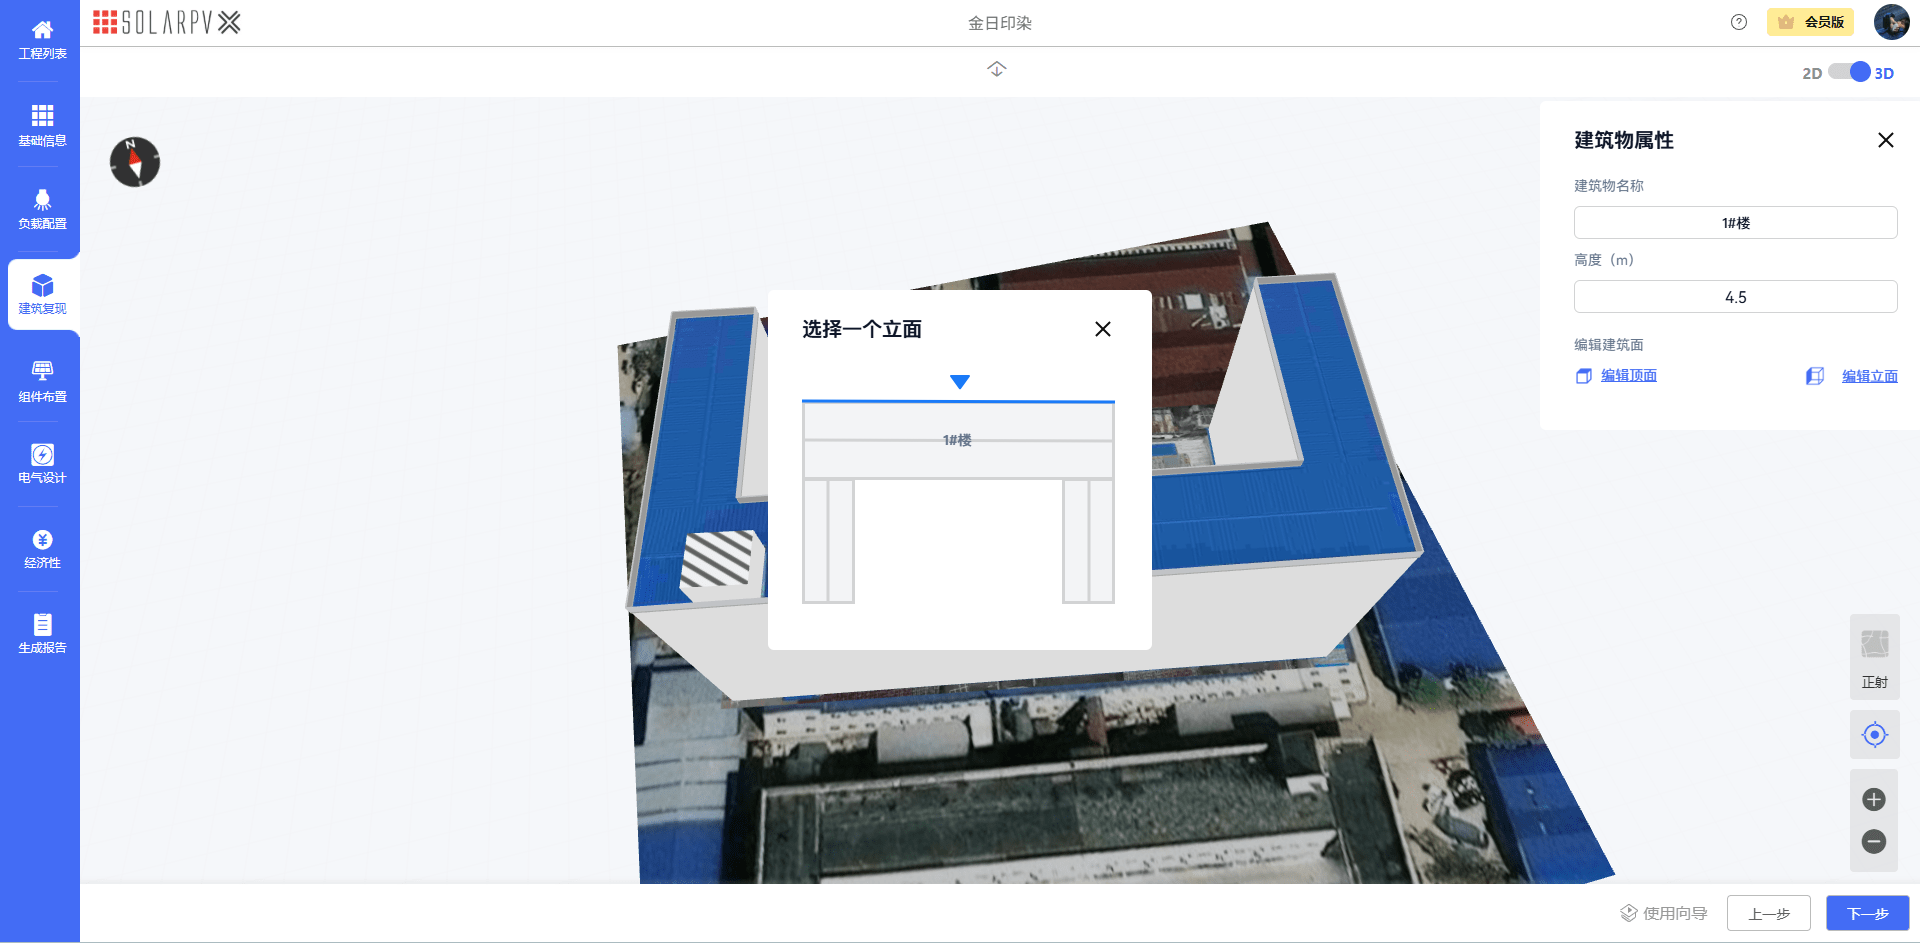 工程列表
基础信息
负载配置
建筑复现
组件布置
电气设计
经济性
生成报告
SOLARPV
金日印染
会员版
2D
3D
N
建筑物属性
建筑物名称
1#楼
高度（m）
4.5
编辑建筑面
编辑顶面
编辑立面
选择一个立面
1#楼
正射
使用向导
上一步
下一步